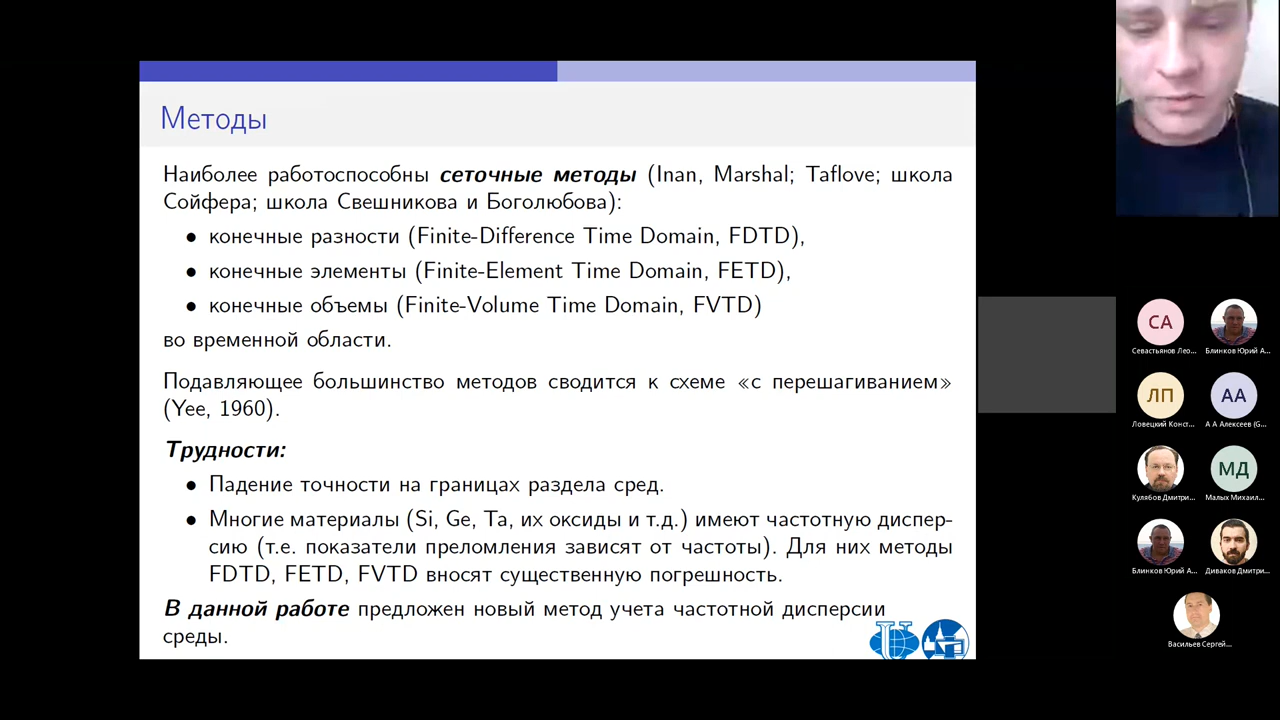 Методы
Наиболее работоспособны сеточные методы (Inan, Marshal; Taflove; школа
Сойфера; школа Свешникова и Боголюбова):
• конечные разности (Finite-Difference Time Domain, FDTD),
• конечные элементы (Finite-Element Time Domain, FETD),
• конечные объемы (Finite-Volume Time Domain, FVTD)
во временной области.
Подавляющее большинство методов сводится к схеме «с перешагиванием»
(Yee, 1960).
Трудности:
• Падение точности на границах раздела сред.
• Многие материалы (Si, Ge, Ta, их оксиды и т.д.) имеют частотную диспер-
сию (т.е. показатели преломления зависят от частоты). Для них методы
FDTD, FETD, FVTD вносят существенную погрешность.
В данной работе предложен новый метод учета частотной дисперсии
среды.
СА
Севастьянов Лео...
Блинков Юрий А...
ЛП
АА
Ловецкий Конст...
А А Алексеев (G...
Кулябов Дмитри...
МД
Малых Михаил...
Блинков Юрий А...
Диваков Дмитри...
Васильев Сергей...